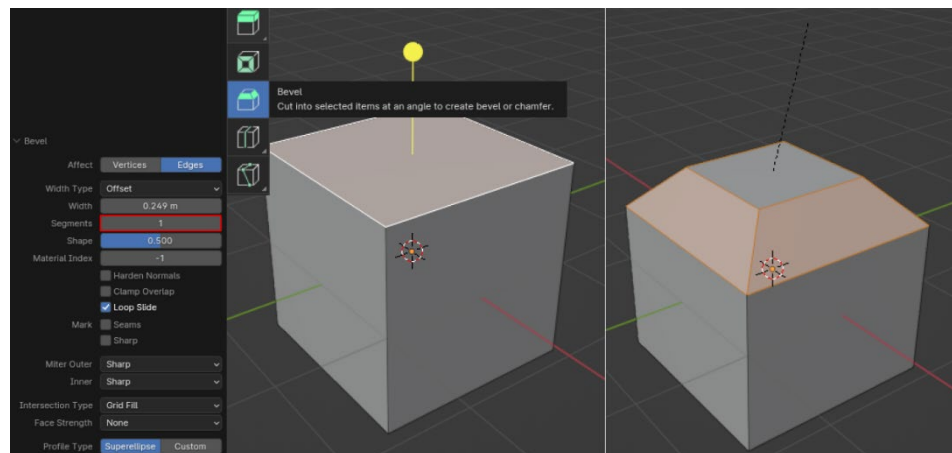 Bevel
Cut into selected items at an angle to create bevel or chamfer.
Bevel
Affect Vertices Edges
Width Type Offset
Width 0.249 m
Segments 1
Shape 0.500
Material Index -1
Harden Normals
Clamp Overlap
Loop Slide
Mark Seams
Sharp
Miter Outer Sharp
Inner Sharp
Intersection Type Grid Fill
Face Strength None
Profile Type Superellipse Custom